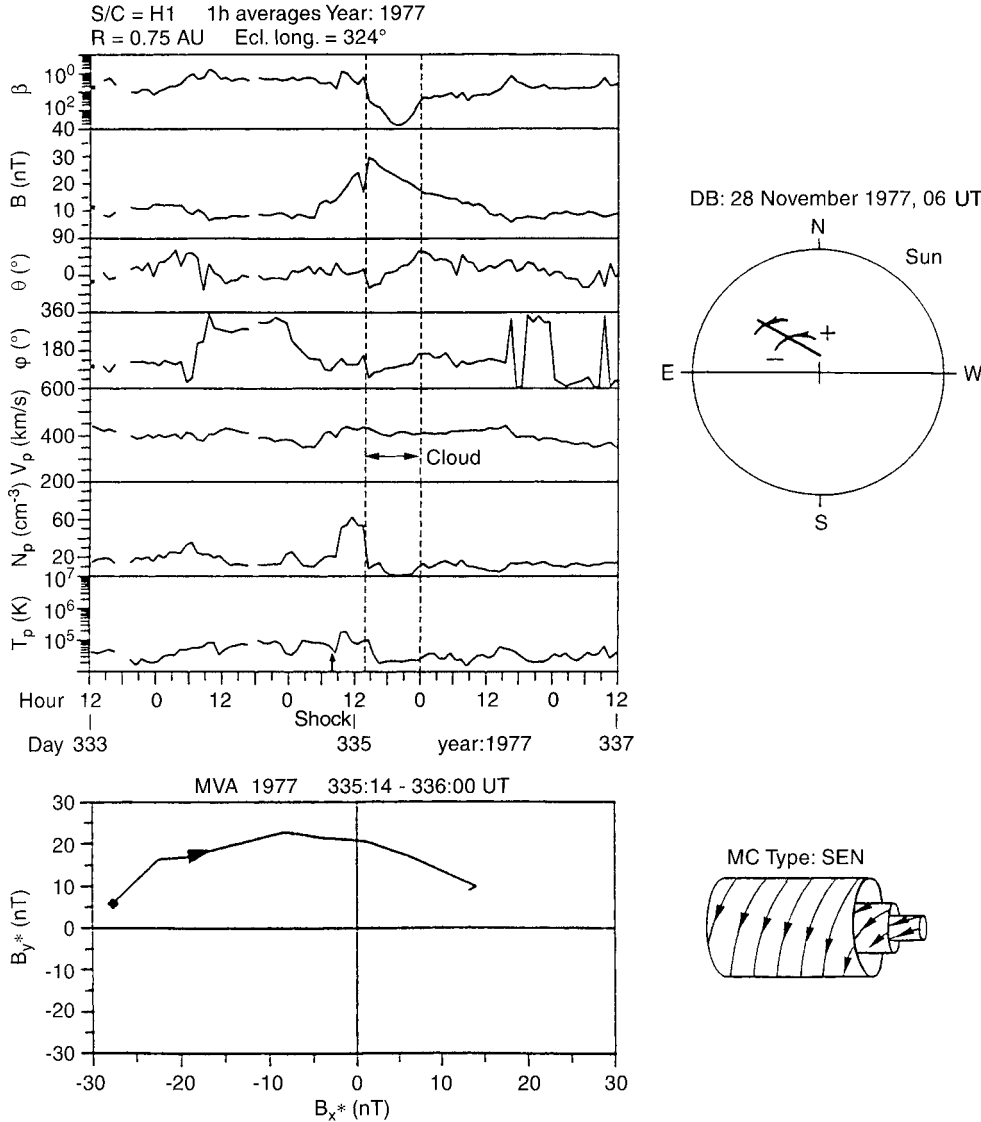 S/C = H1 1h averages Year: 1977
R = 0.75 AU Ecl. long. = 324°
β
10⁰
10²
40
B (nT)
30
20
10
90
θ (°)
0
360
φ (°)
180
600
V_p (km/s)
400
Cloud
200
N_p (cm⁻³)
60
20
10⁷
T_p (K)
10⁶
10⁵
Hour 12 0 12 0 12 0 12 0 12
Shock
Day 333 335 year:1977 337
DB: 28 November 1977, 06 UT
N
Sun
+
−
E W
S
MVA 1977 335:14 - 336:00 UT
B_y* (nT)
30
20
10
0
-10
-20
-30
-30 -20 -10 0 10 20 30
B_x* (nT)
MC Type: SEN